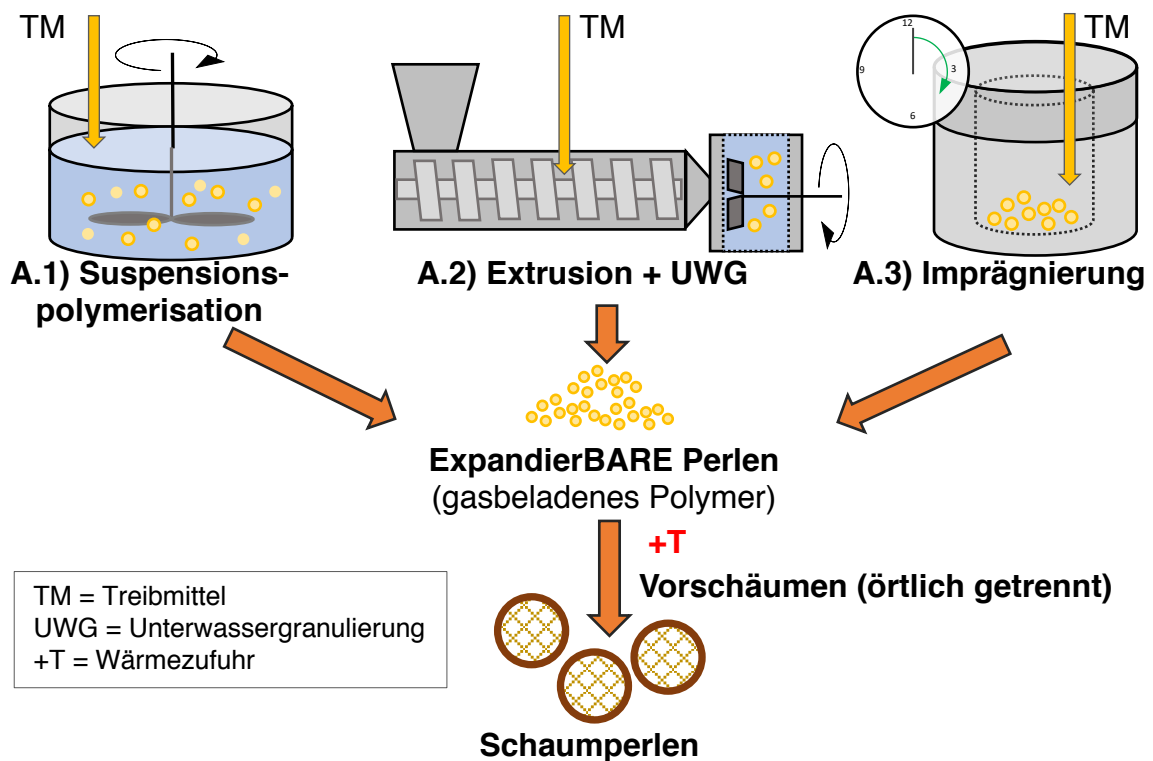 TM
TM
TM
12
3
6
9
A.1) Suspensions-
polymerisation
A.2) Extrusion + UWG
A.3) Imprägnierung
ExpandierBARE Perlen
(gasbeladenes Polymer)
+T
Vorschäumen (örtlich getrennt)
TM = Treibmittel
UWG = Unterwassergranulierung
+T = Wärmezufuhr
Schaumperlen